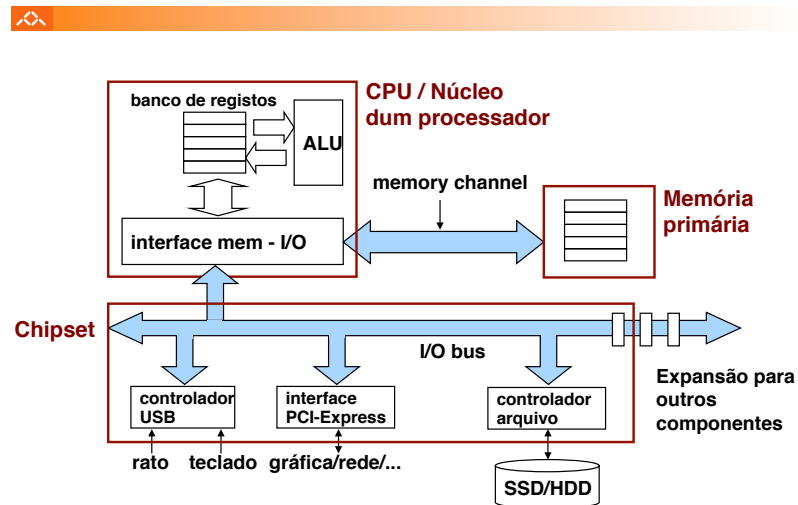 CPU / Núcleo
dum processador
banco de registos
ALU
memory channel
Memória
primária
interface mem - I/O
Chipset
I/O bus
Expansão para
outros
componentes
controlador
USB
interface
PCI-Express
controlador
arquivo
rato
teclado
gráfica/rede/...
SSD/HDD